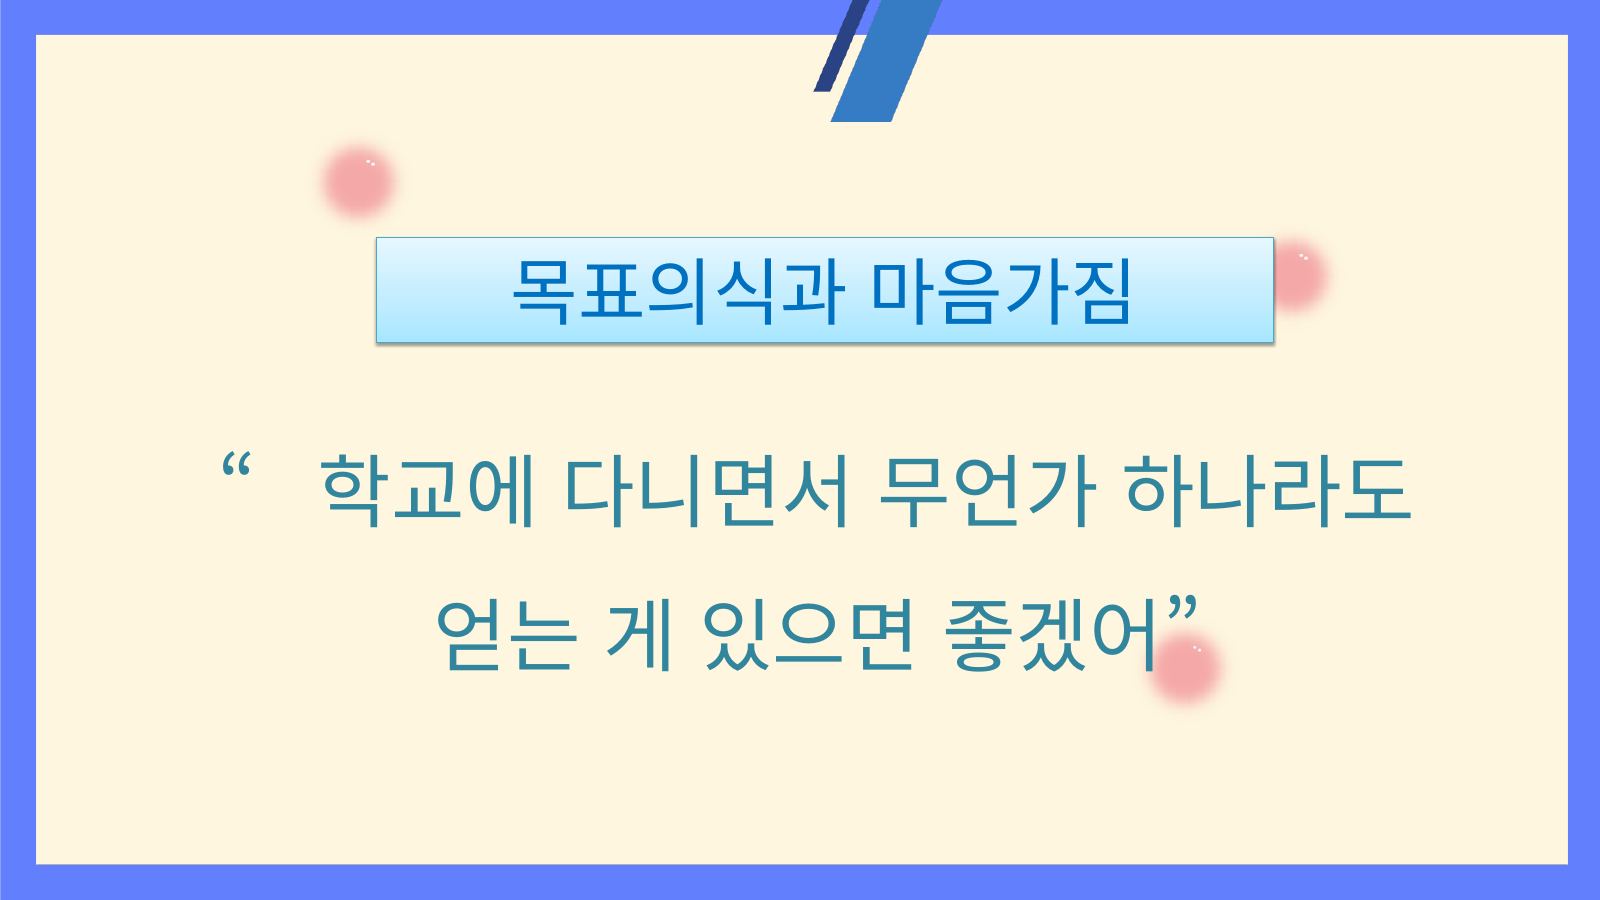 목표의식과 마음가짐
“ 학교에 다니면서 무언가 하나라도
얻는 게 있으면 좋겠어”